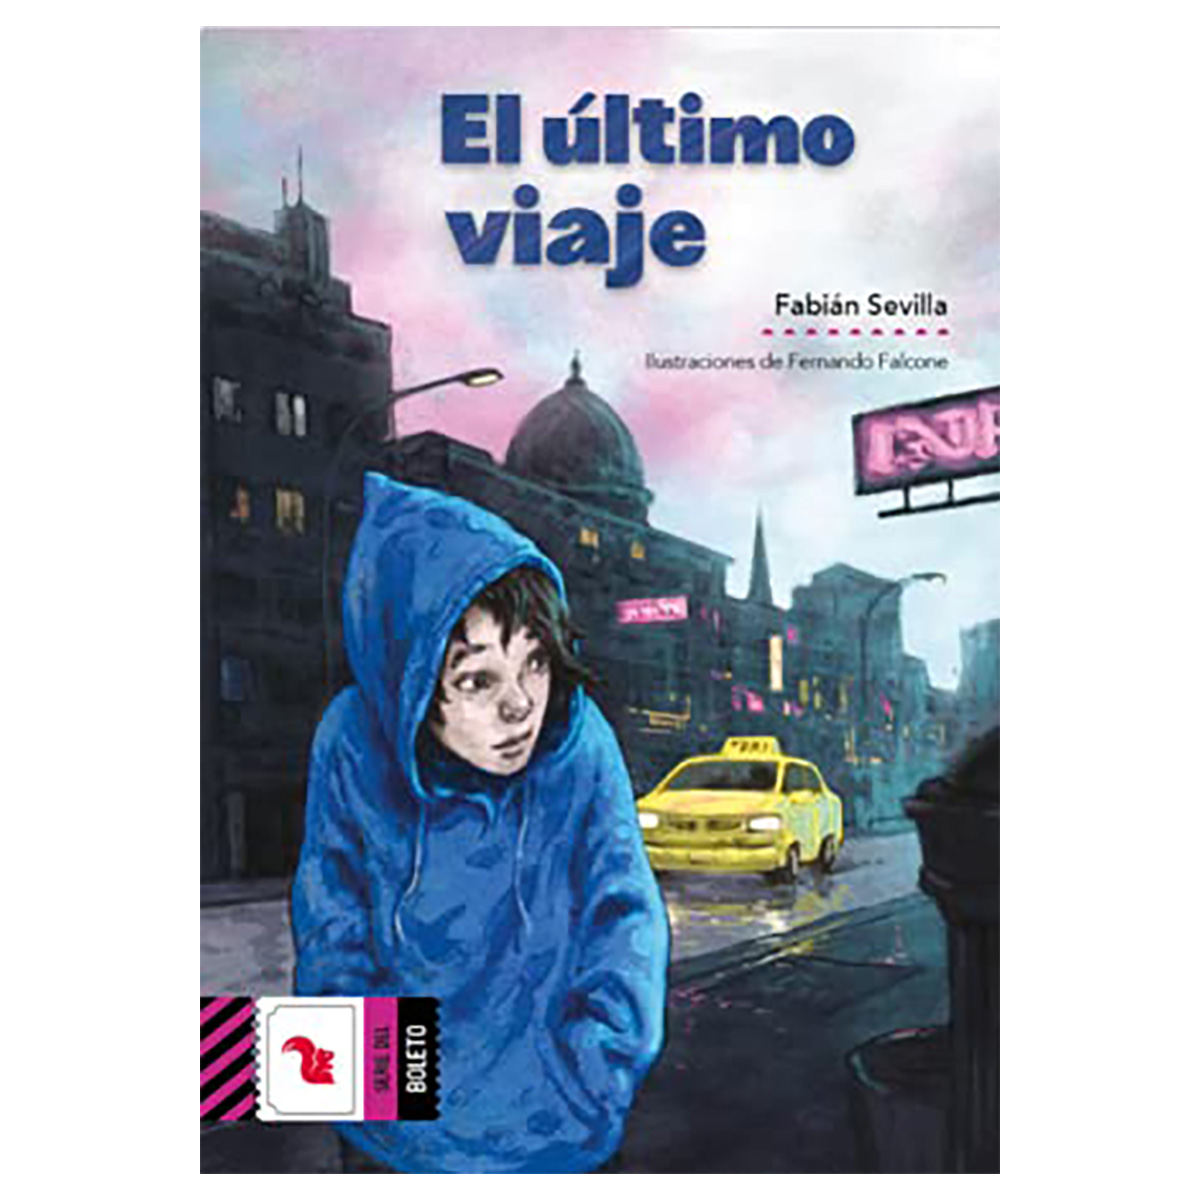 El último
viaje
Fabián Sevilla
Ilustraciones de Fernando Falcone
TAXI
SERIE DEL
BOLETO